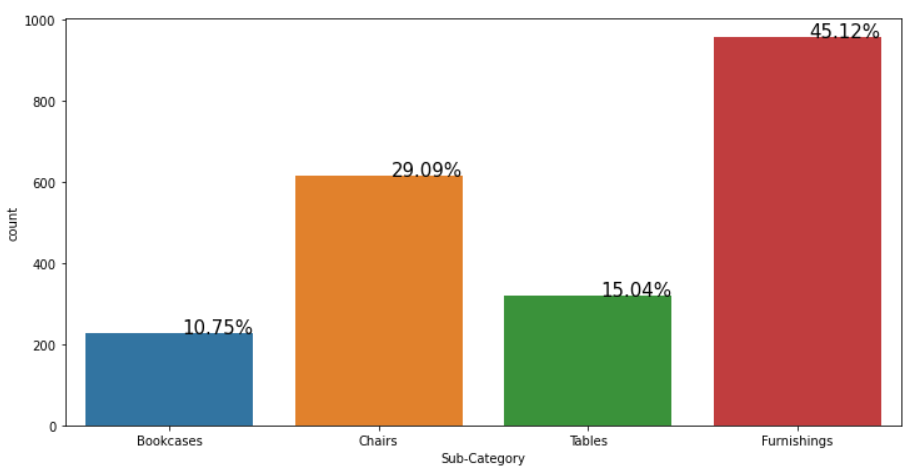 1000
800
600
400
200
0
count
10.75%
29.09%
15.04%
45.12%
Bookcases
Chairs
Tables
Furnishings
Sub-Category